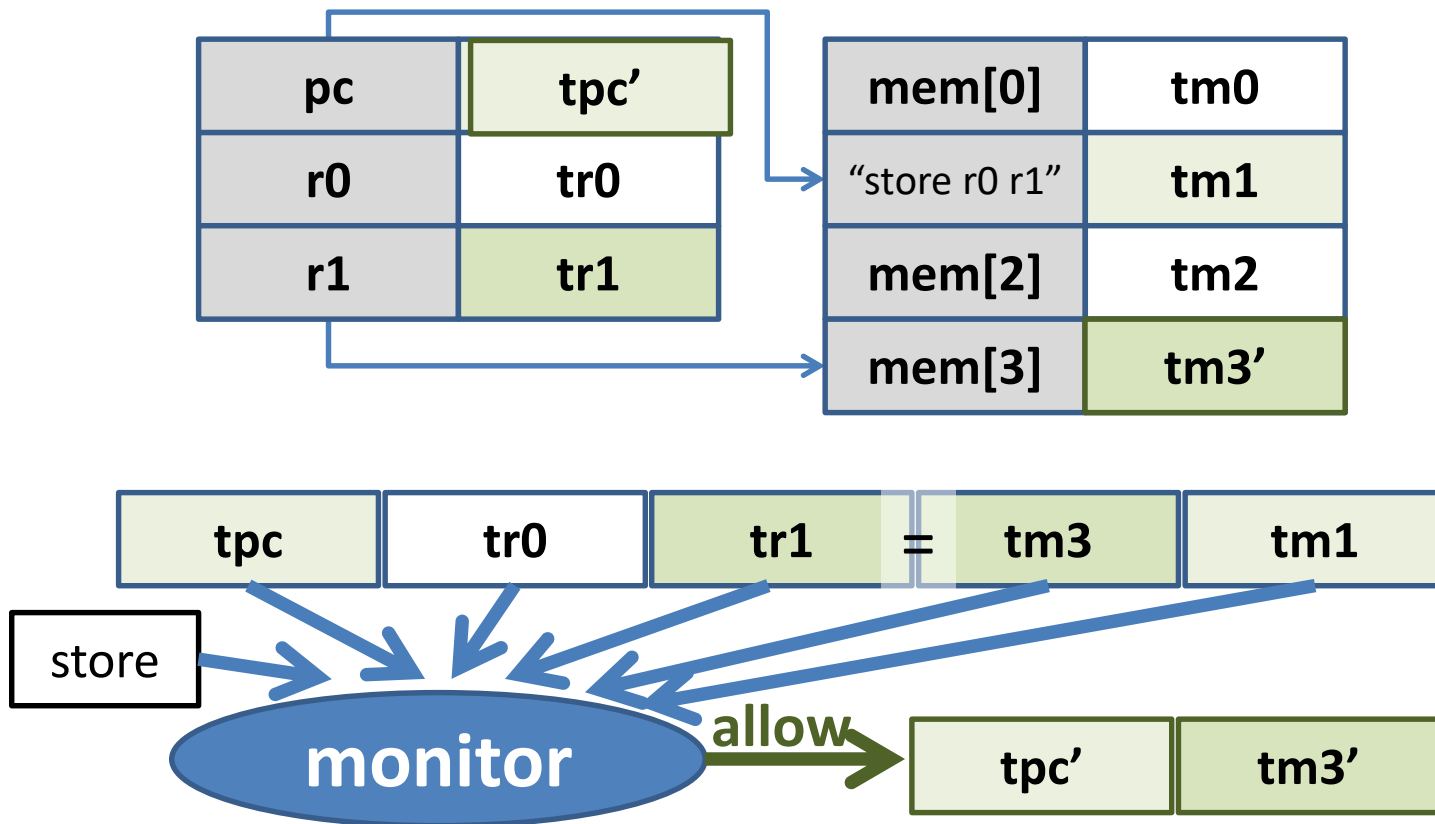 pc tpc’ mem[0] tm0
r0 tr0 “store r0 r1” tm1
r1 tr1 mem[2] tm2
mem[3] tm3’
tpc tr0 tr1 = tm3 tm1
store
monitor allow tpc’ tm3’